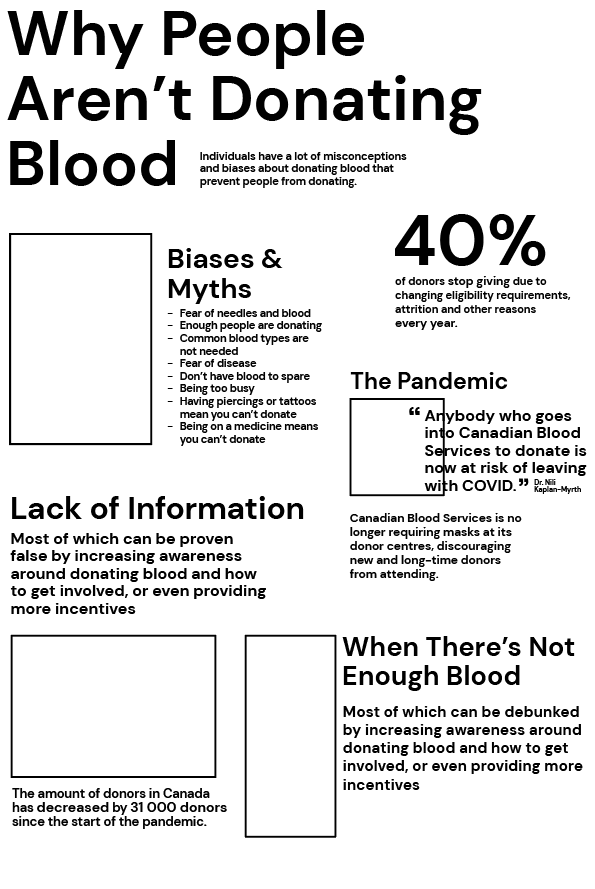 Why People
Aren't Donating
Blood
Individuals have a lot of misconceptions
and biases about donating blood that
prevent people from donating.
40%
of donors stop giving due to
changing eligibility requirements,
attrition and other reasons
every year.
Biases &
Myths
- Fear of needles and blood
- Enough people are donating
- Common blood types are
not needed
- Fear of disease
- Don't have blood to spare
- Being too busy
- Having piercings or tattoos
mean you can't donate
- Being on a medicine means
you can't donate
The Pandemic
“ Anybody who goes
into Canadian Blood
Services to donate is
now at risk of leaving
with COVID.”
Dr. Nili
Kaplan-Myrth
Canadian Blood Services is no
longer requiring masks at its
donor centres, discouraging
new and long-time donors
from attending.
Lack of Information
Most of which can be proven
false by increasing awareness
around donating blood and how
to get involved, or even providing
more incentives
The amount of donors in Canada
has decreased by 31 000 donors
since the start of the pandemic.
When There's Not
Enough Blood
Most of which can be debunked
by increasing awareness around
donating blood and how to get
involved, or even providing more
incentives